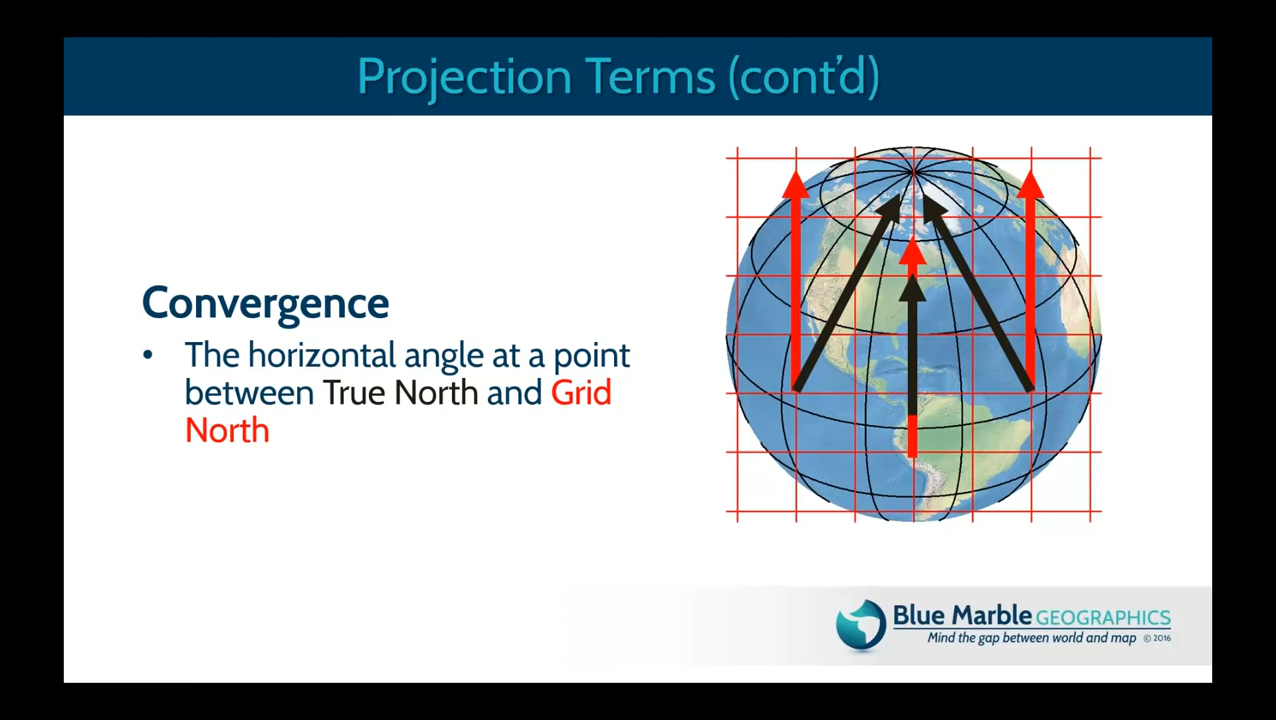 Projection Terms (cont'd)
Convergence
• The horizontal angle at a point
between True North and Grid
North
Blue Marble GEOGRAPHICS
Mind the gap between world and map © 2016